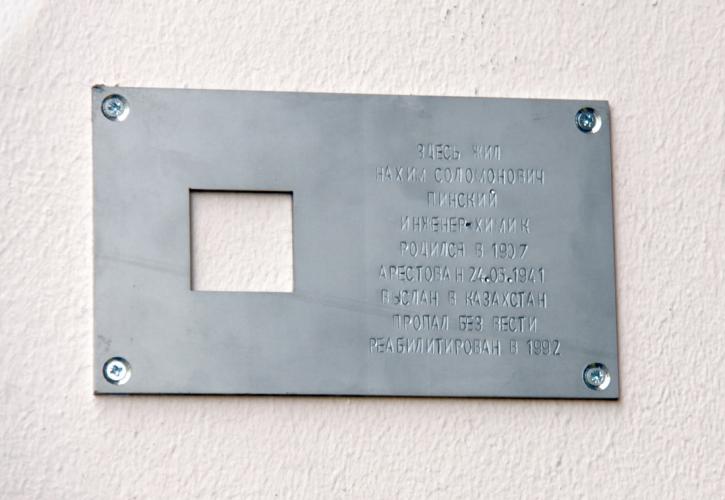 ЗДЕСЬ ЖИЛ
НАХИМ СОЛОМОНОВИЧ
ПИНСКИЙ
ИНЖЕНЕР-ХИМИК
РОДИЛСЯ В 1907
АРЕСТОВАН 24.05.1941
ВЫСЛАН В КАЗАХСТАН
ПРОПАЛ БЕЗ ВЕСТИ
РЕАБИЛИТИРОВАН В 1992